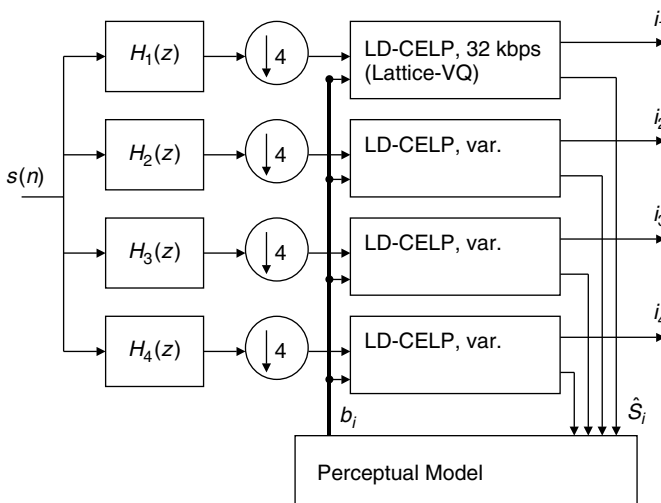 H₁(z)
4
LD-CELP, 32 kbps
(Lattice-VQ)
H₂(z)
4
LD-CELP, var.
i₂
s(n)
H₃(z)
4
LD-CELP, var.
i₃
H₄(z)
4
LD-CELP, var.
i₄
bᵢ
Ŝᵢ
Perceptual Model